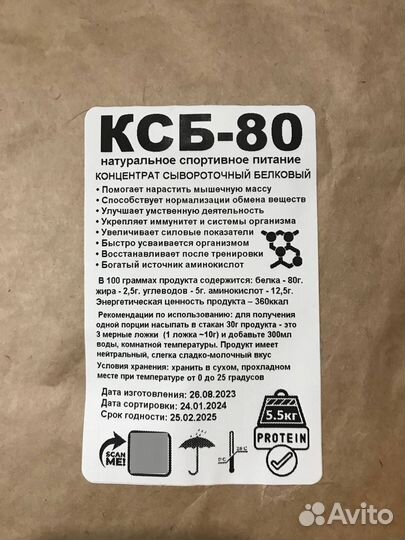 КСБ-80
натуральное спортивное питание
КОНЦЕНТРАТ СЫВОРОТОЧНЫЙ БЕЛКОВЫЙ
• Помогает нарастить мышечную массу
• Способствует нормализации обмена веществ
• Улучшает умственную деятельность
• Укрепляет иммунитет и системы организма
• Увеличивает силовые показатели
• Быстро усваивается организмом
• Восстанавливает после тренировки
• Богатый источник аминокислот
В 100 граммах продукта содержится: белка - 80г.
жира - 2,5г. углеводов - 5г. аминокислот - 12,5г.
Энергетическая ценность продукта – 360ккал
Рекомендации по использованию: для получения
одной порции насыпать в стакан 30г продукта - это
3 мерные ложки (1 ложка ~10г) и добавьте 300мл
воды, комнатной температуры. Продукт имеет
нейтральный, слегка сладко-молочный вкус
Условия хранения: хранить в сухом, прохладном
месте при температуре от 0 до 25 градусов
Дата изготовления: 26.08.2023
Дата сортировки: 24.01.2024
Срок годности: 25.02.2025
5.5кг
PROTEIN
SCAN
ME!
Avito